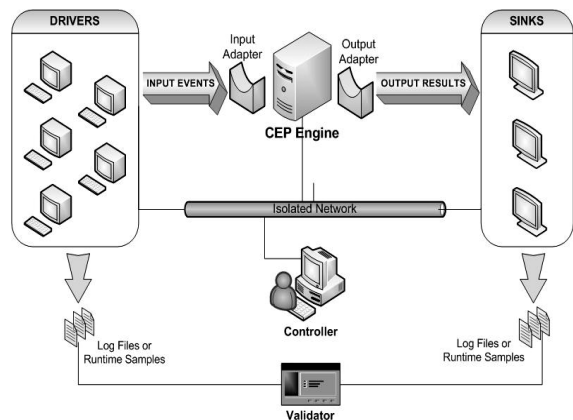 DRIVERS
SINKS
Input
Adapter
Output
Adapter
INPUT EVENTS
OUTPUT RESULTS
CEP Engine
Isolated Network
Controller
Log Files or
Runtime Samples
Log Files or
Runtime Samples
Validator